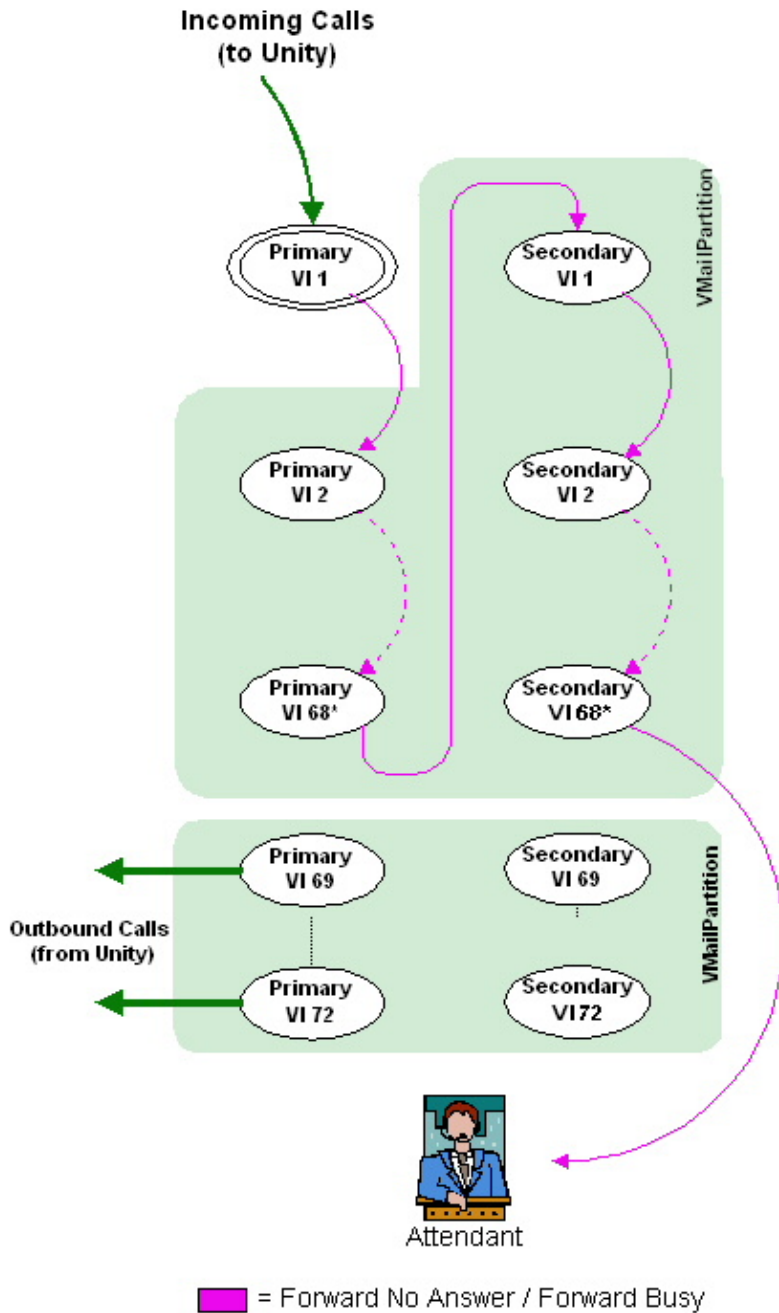 Incoming Calls
(to Unity)
VMailPartition
Primary
VI 1
Secondary
VI 1
Primary
VI 2
Secondary
VI 2
Primary
VI 68*
Secondary
VI 68*
Primary
VI 69
Secondary
VI 69
VMailPartition
Outbound Calls
(from Unity)
Primary
VI 72
Secondary
VI 72
Attendant
= Forward No Answer / Forward Busy